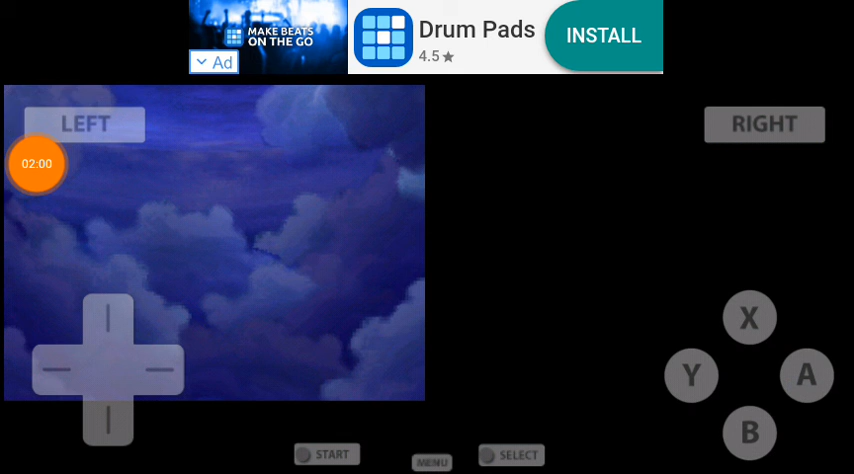 MAKE BEATS
ON THE GO
Ad
Drum Pads
4.5★
INSTALL
LEFT
RIGHT
02:00
X
Y
A
B
START
MENU
SELECT